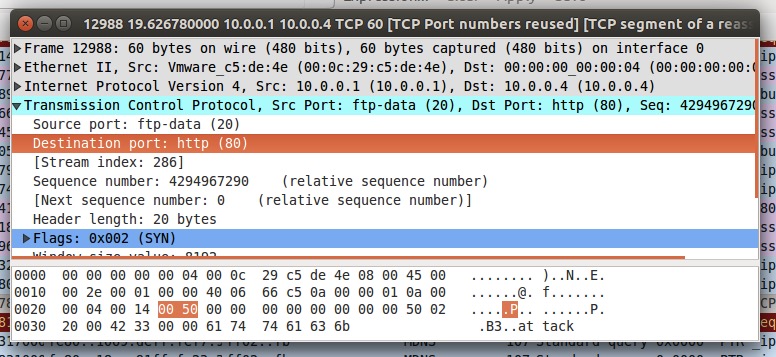 12988 19.626780000 10.0.0.1 10.0.0.4 TCP 60 [TCP Port numbers reused] [TCP segment of a reas
Frame 12988: 60 bytes on wire (480 bits), 60 bytes captured (480 bits) on interface 0
Ethernet II, Src: Vmware_c5:de:4e (00:0c:29:c5:de:4e), Dst: 00:00:00_00:00:04 (00:00:00:00:0
Internet Protocol Version 4, Src: 10.0.0.1 (10.0.0.1), Dst: 10.0.0.4 (10.0.0.4)
Transmission Control Protocol, Src Port: ftp-data (20), Dst Port: http (80), Seq: 4294967290
Source port: ftp-data (20)
Destination port: http (80)
[Stream index: 286]
Sequence number: 4294967290    (relative sequence number)
[Next sequence number: 0    (relative sequence number)]
Header length: 20 bytes
Flags: 0x002 (SYN)
Window size value: 8192
0000  00 00 00 00 00 04 00 0c  29 c5 de 4e 08 00 45 00   ........ )..N..E.
0010  00 2e 00 01 00 00 40 06  66 c5 0a 00 00 01 0a 00   ......@. f.......
0020  00 04 00 14 00 50 00 00  00 00 00 00 00 00 50 02   .....P.. ......P.
0030  20 00 42 33 00 00 61 74  74 61 63 6b                .B3..at tack